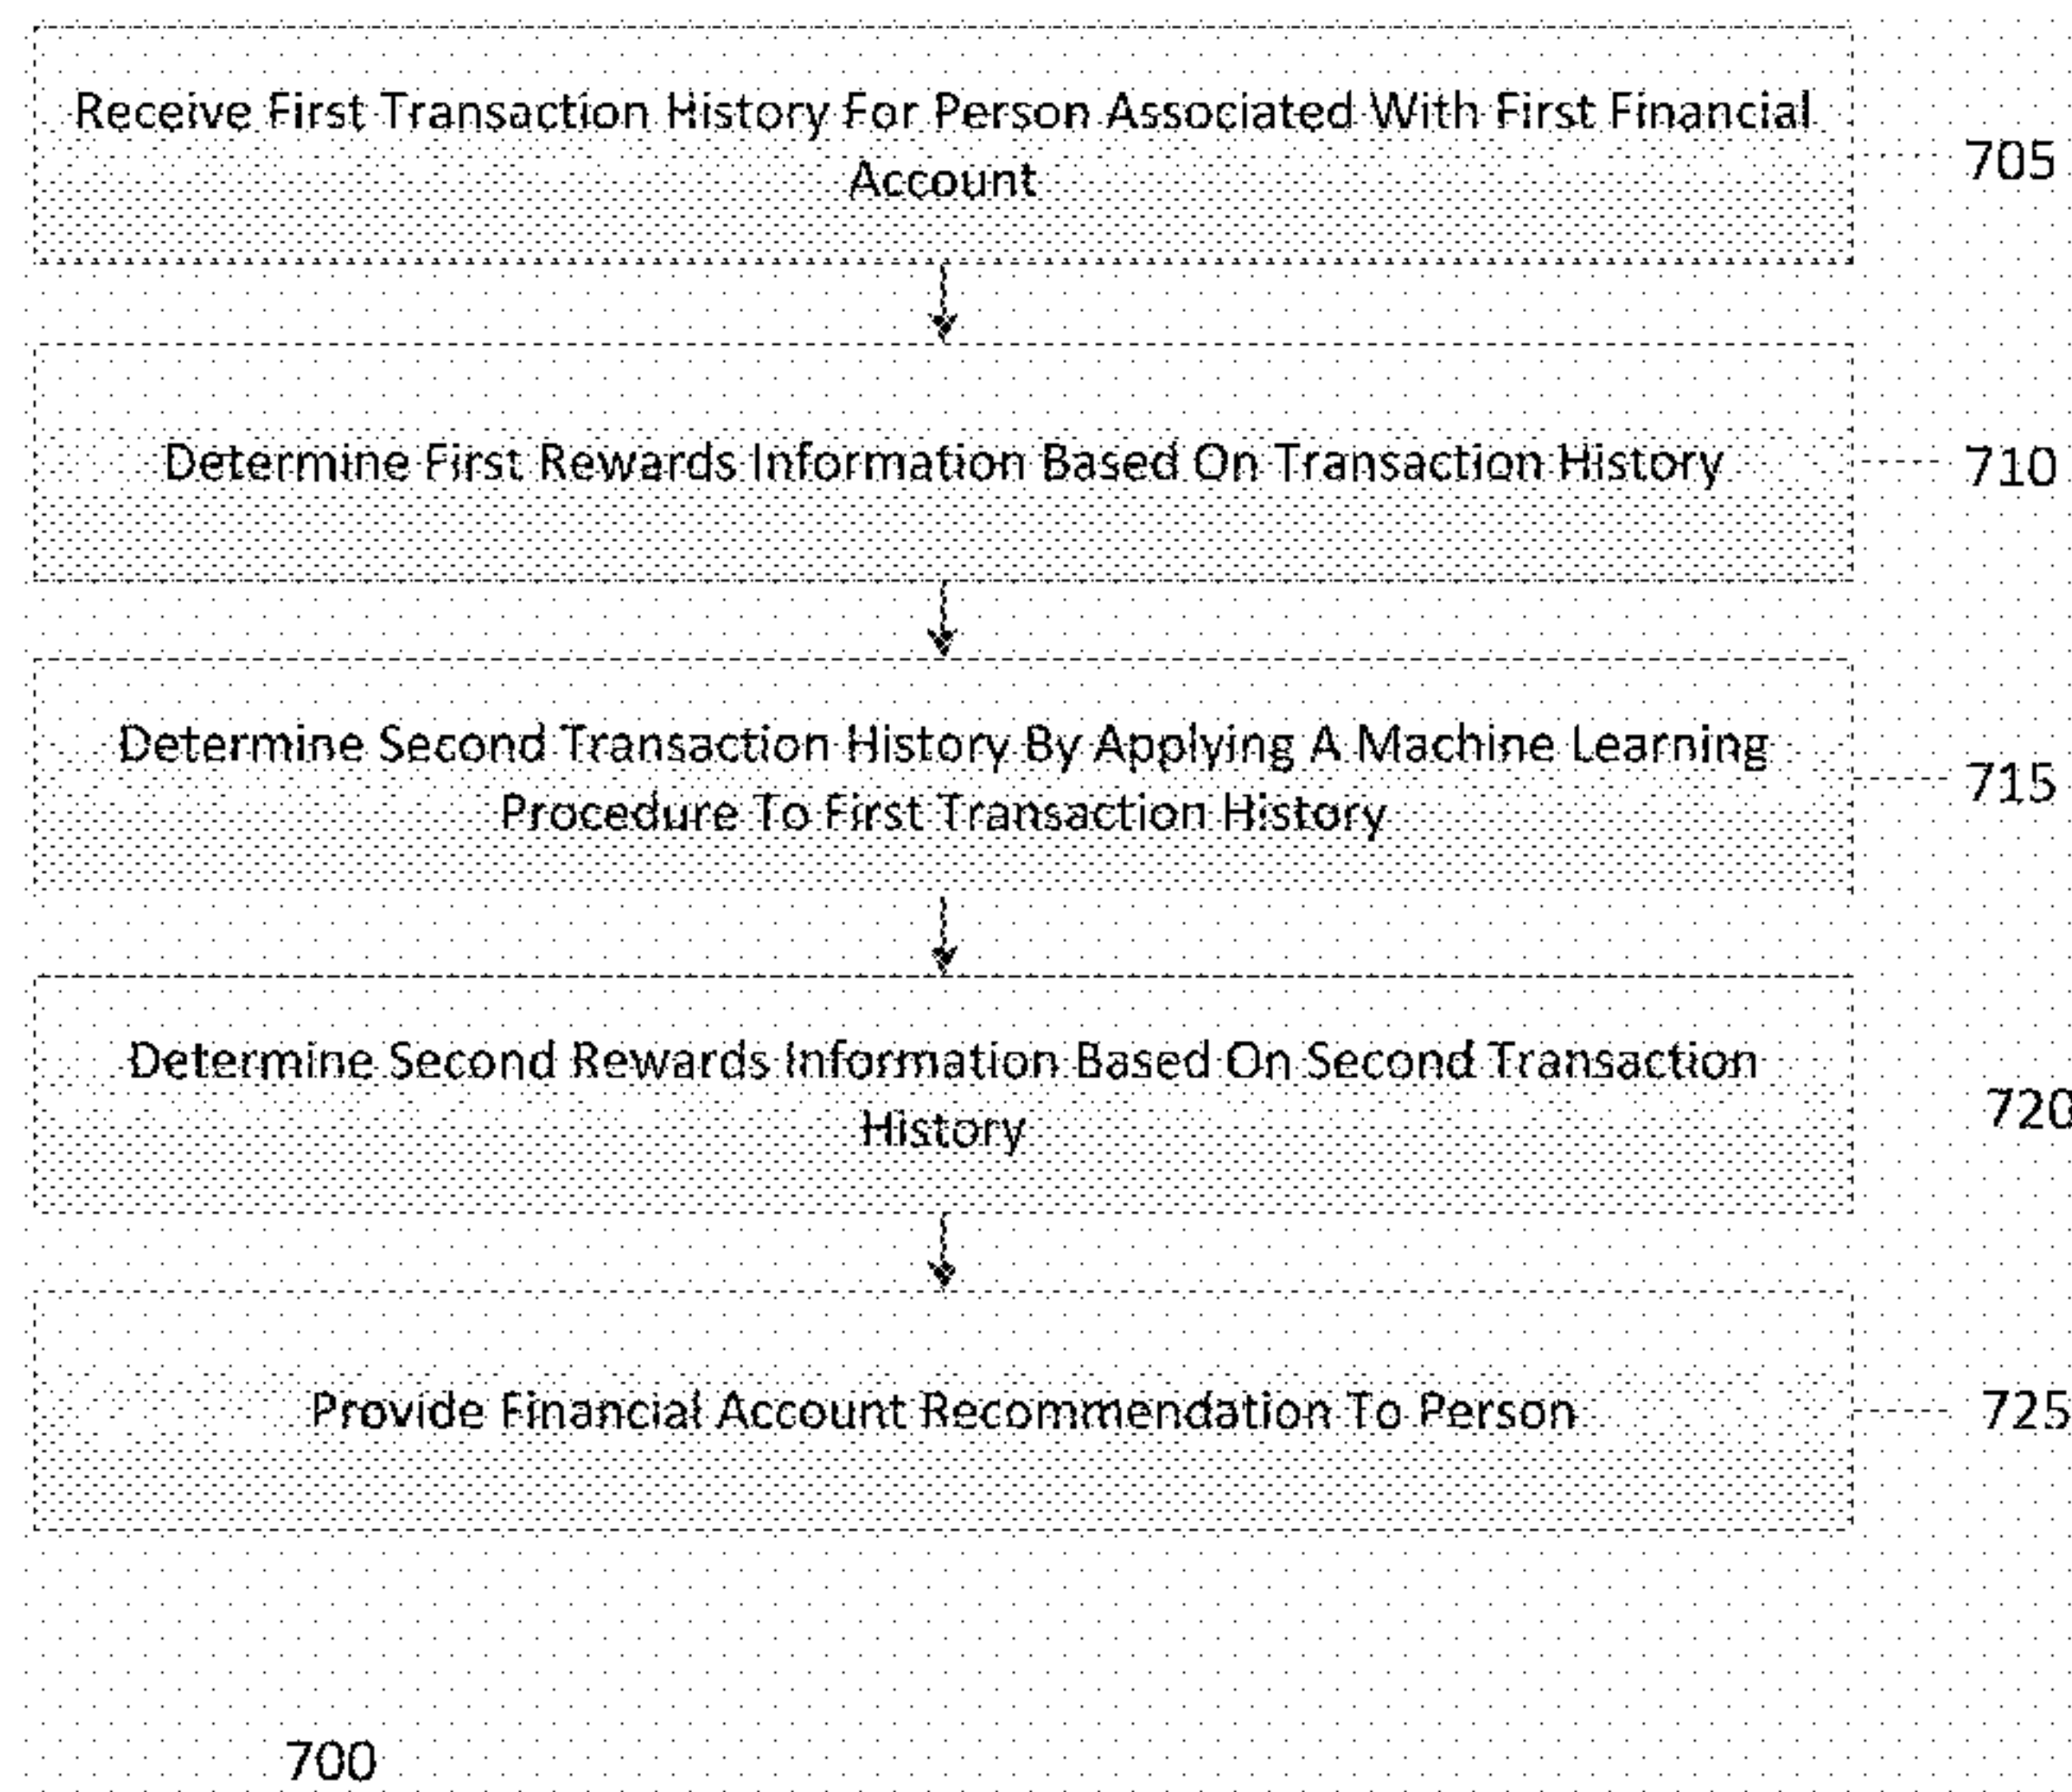 Receive First Transaction History For Person Associated With First Financial
Account
705
Determine First Rewards Information Based On Transaction History
710
Determine Second Transaction History By Applying A Machine Learning
Procedure To First Transaction History
715
Determine Second Rewards Information Based On Second Transaction
History
720
Provide Financial Account Recommendation To Person
725
700